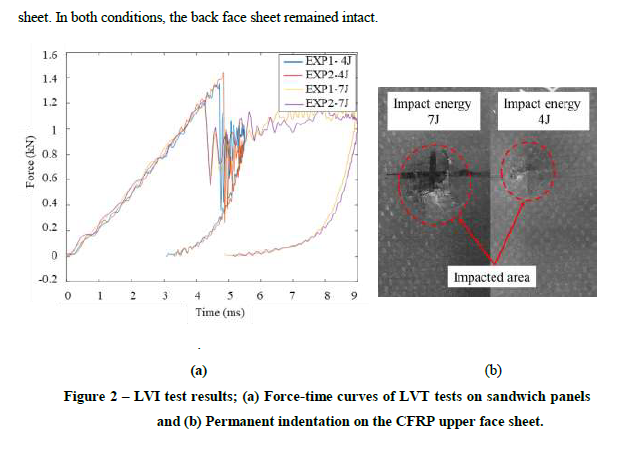 sheet. In both conditions, the back face sheet remained intact.
1.6
1.4
1.2
1
0.8
0.6
0.4
0.2
0
-0.2
Force (kN)
0 1 2 3 4 5 6 7 8 9
Time (ms)
EXP1- 4J
EXP2-4J
EXP1-7J
EXP2-7J
Impact energy
7J
Impact energy
4J
Impacted area
(a) (b)
Figure 2 – LVI test results; (a) Force-time curves of LVT tests on sandwich panels
and (b) Permanent indentation on the CFRP upper face sheet.